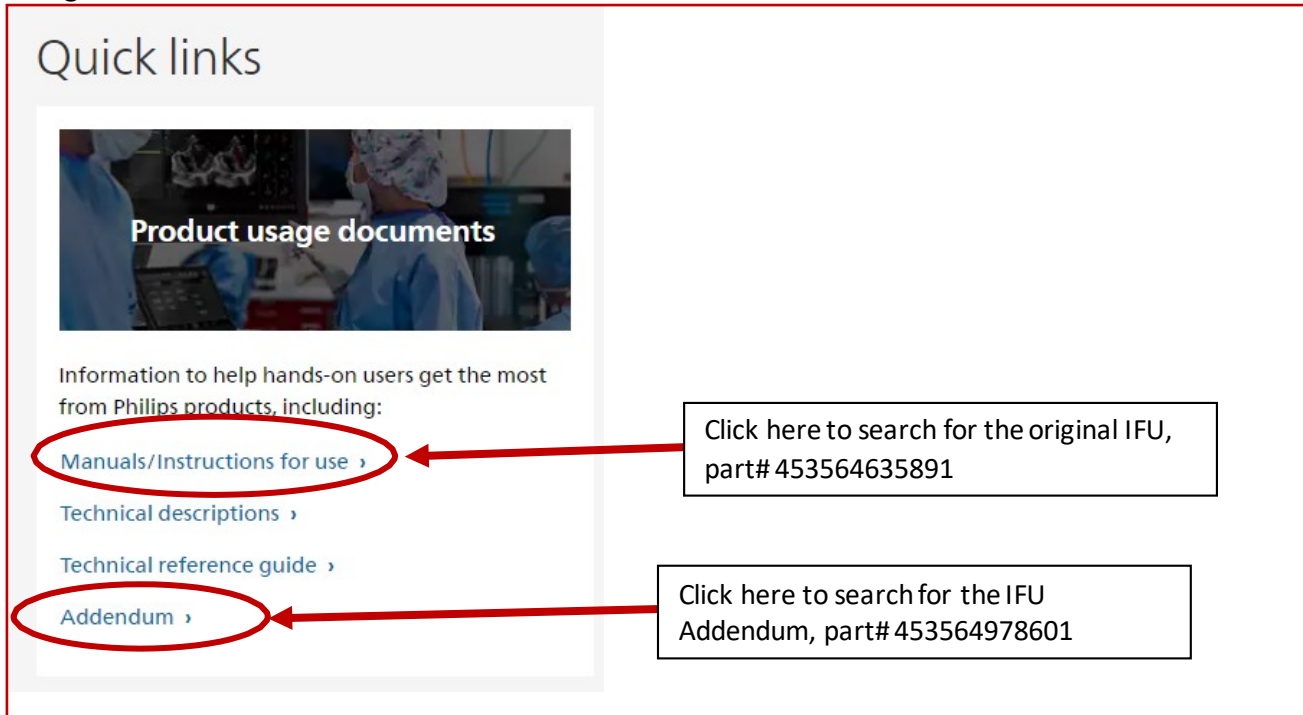 Quick links
Product usage documents
Information to help hands-on users get the most
from Philips products, including:
Manuals/Instructions for use ›
Click here to search for the original IFU,
part# 453564635891
Technical descriptions ›
Technical reference guide ›
Addendum ›
Click here to search for the IFU
Addendum, part# 453564978601